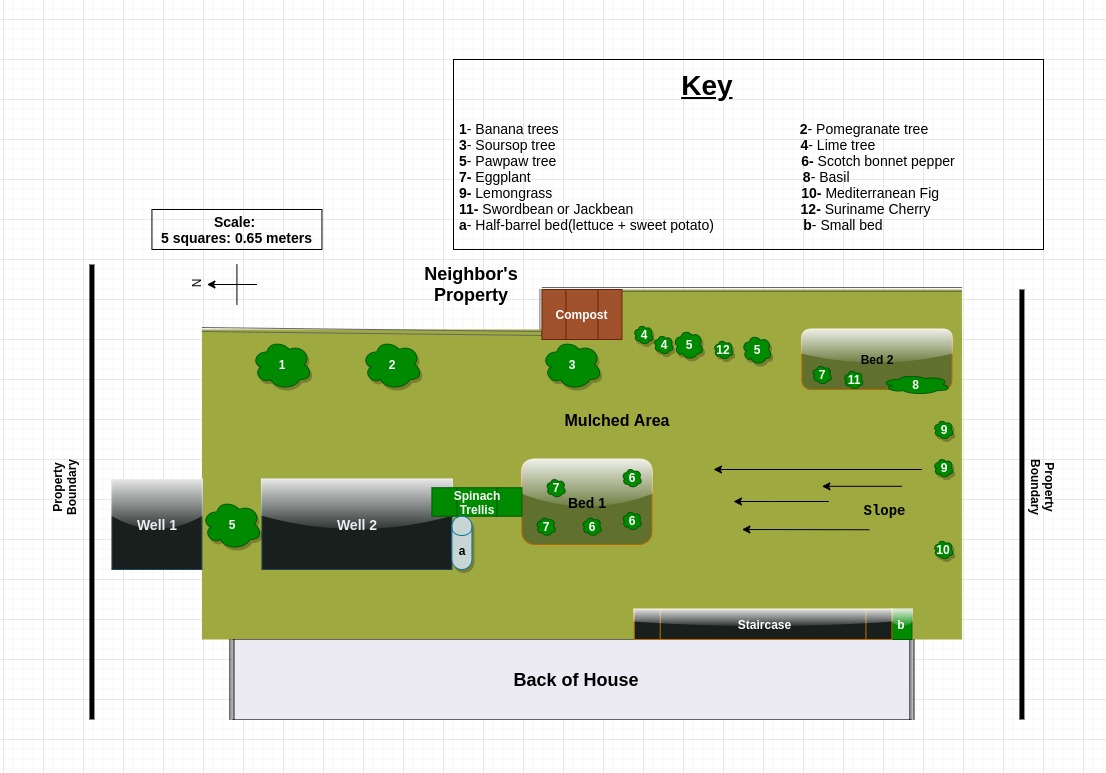 Key
1- Banana trees
2- Pomegranate tree
3- Soursop tree
4- Lime tree
5- Pawpaw tree
6- Scotch bonnet pepper
7- Eggplant
8- Basil
9- Lemongrass
10- Mediterranean Fig
11- Swordbean or Jackbean
12- Suriname Cherry
a- Half-barrel bed(lettuce + sweet potato)
b- Small bed
Scale:
5 squares: 0.65 meters
N
Neighbor's
Property
Compost
4
4
5
12
5
1
2
3
Bed 2
7
11
8
Mulched Area
9
9
Property
Boundary
Property
Boundary
Well 1
5
Well 2
Spinach
Trellis
a
Bed 1
7
6
7
6
6
Slope
10
Staircase
b
Back of House